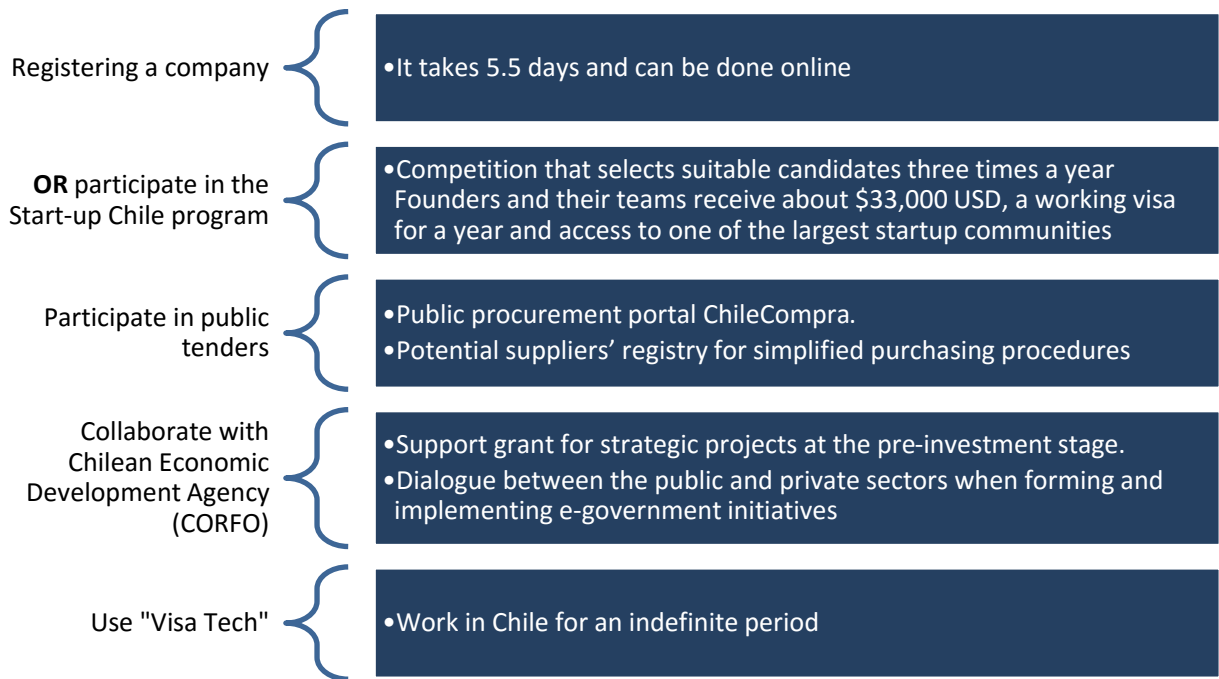 Registering a company
•It takes 5.5 days and can be done online
OR participate in the
Start-up Chile program
•Competition that selects suitable candidates three times a year
Founders and their teams receive about $33,000 USD, a working visa
for a year and access to one of the largest startup communities
Participate in public
tenders
•Public procurement portal ChileCompra.
•Potential suppliers’ registry for simplified purchasing procedures
Collaborate with
Chilean Economic
Development Agency
(CORFO)
•Support grant for strategic projects at the pre-investment stage.
•Dialogue between the public and private sectors when forming and
implementing e-government initiatives
Use "Visa Tech"
•Work in Chile for an indefinite period